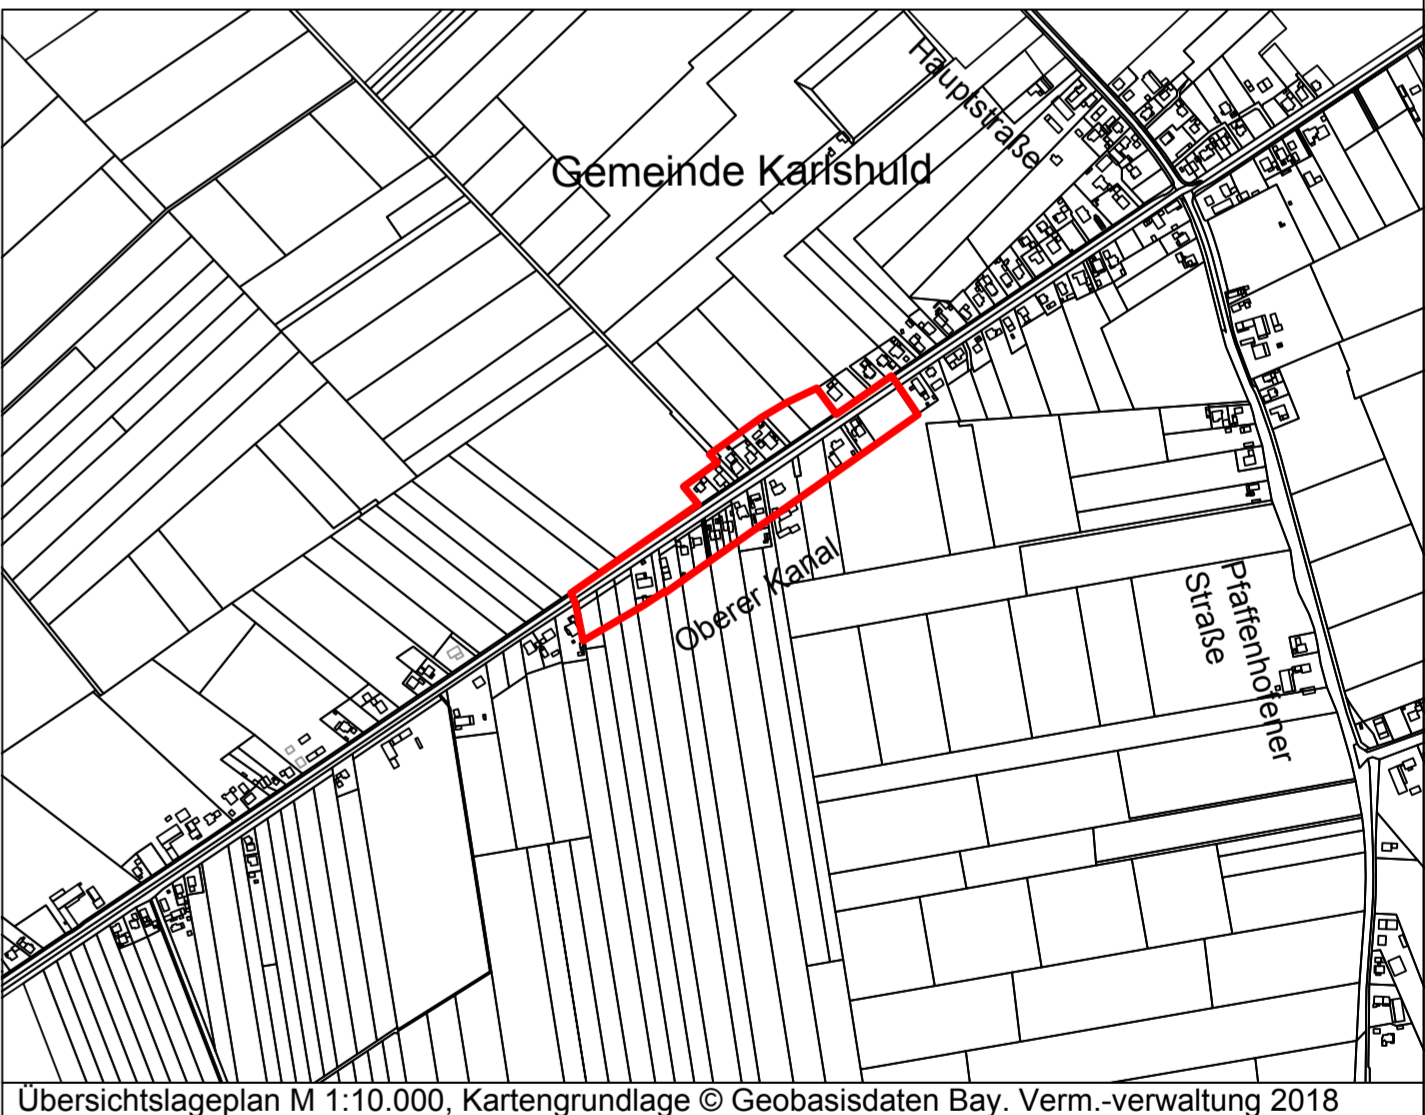 Hauptstraße
Gemeinde Karlshuld
Oberer Kanal
Pfaffenhofener
Straße
Übersichtslageplan M 1:10.000, Kartengrundlage © Geobasisdaten Bay. Verm.-verwaltung 2018